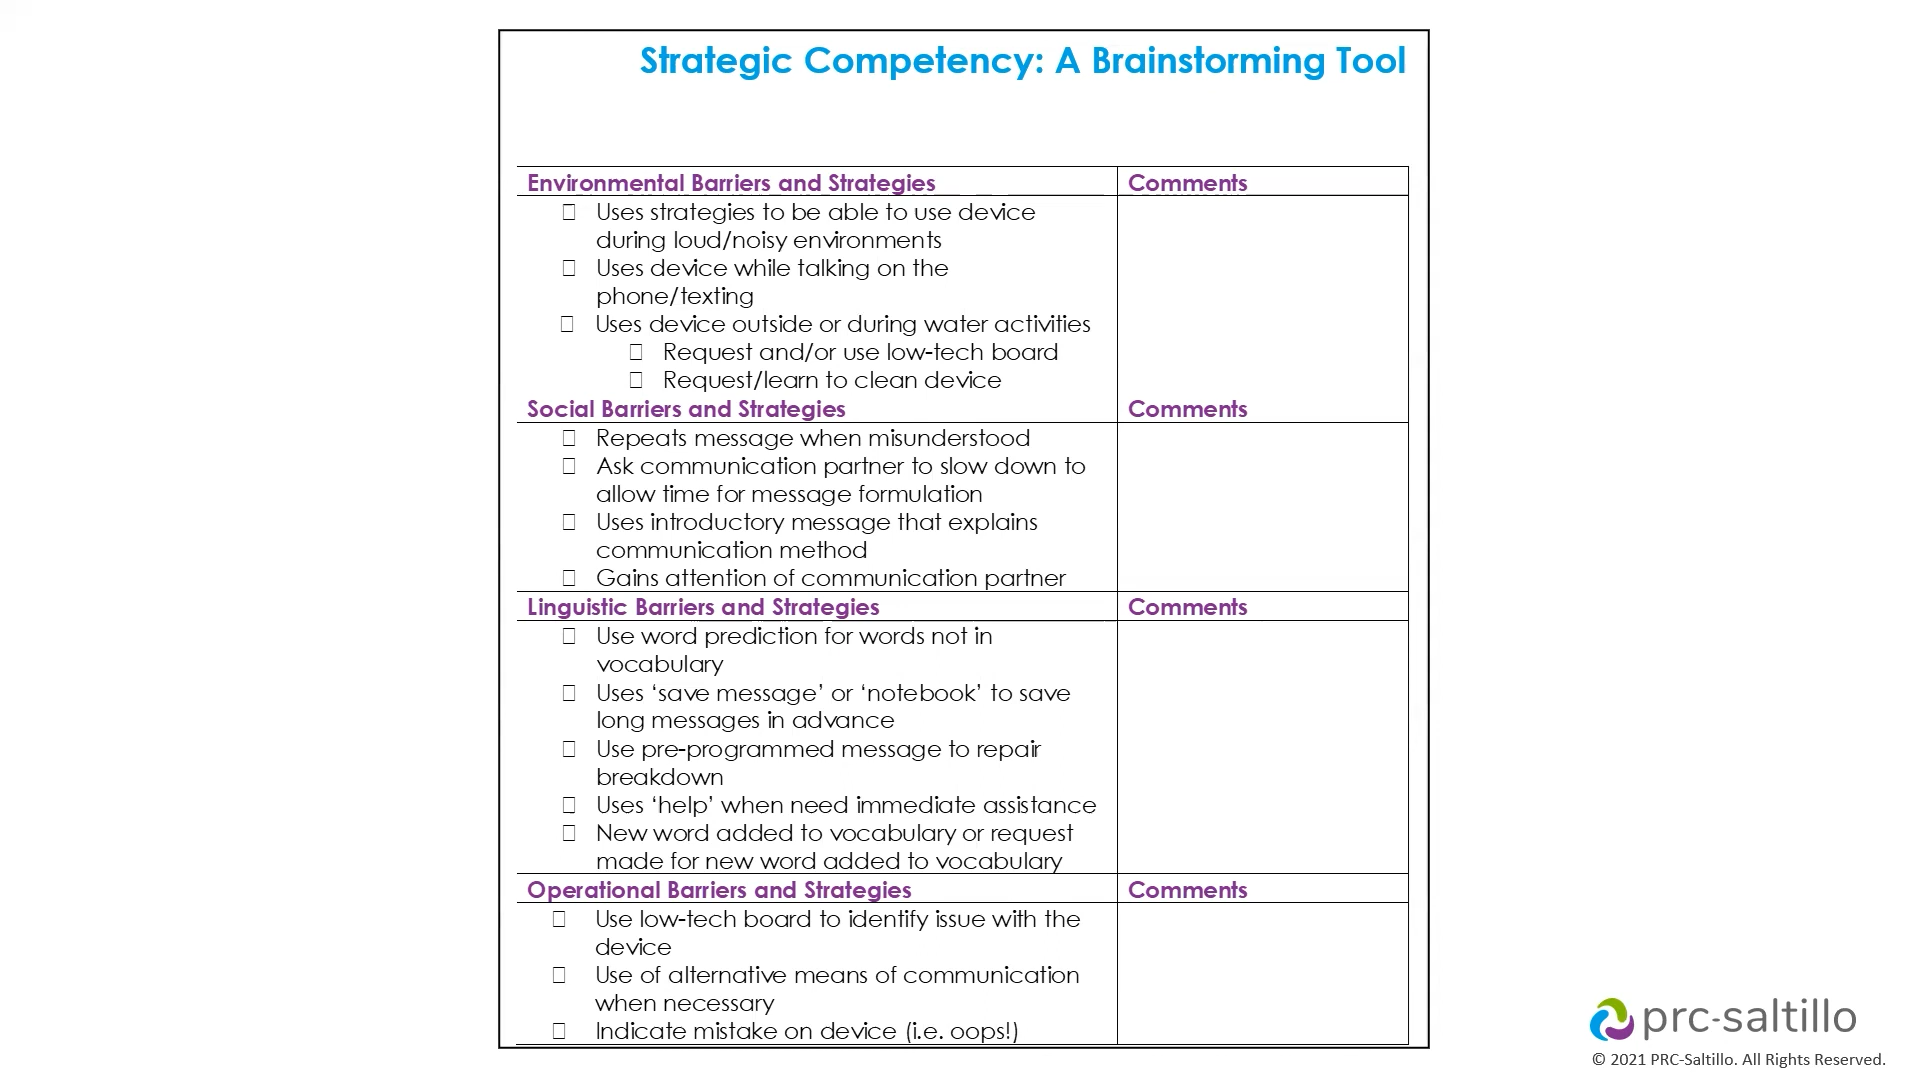 Strategic Competency: A Brainstorming Tool
Environmental Barriers and Strategies Comments
Uses strategies to be able to use device
during loud/noisy environments
Uses device while talking on the
phone/texting
Uses device outside or during water activities
Request and/or use low-tech board
Request/learn to clean device
Social Barriers and Strategies Comments
Repeats message when misunderstood
Ask communication partner to slow down to
allow time for message formulation
Uses introductory message that explains
communication method
Gains attention of communication partner
Linguistic Barriers and Strategies Comments
Use word prediction for words not in
vocabulary
Uses ‘save message’ or ‘notebook’ to save
long messages in advance
Use pre-programmed message to repair
breakdown
Uses ‘help’ when need immediate assistance
New word added to vocabulary or request
made for new word added to vocabulary
Operational Barriers and Strategies Comments
Use low-tech board to identify issue with the
device
Use of alternative means of communication
when necessary
Indicate mistake on device (i.e. oops!)
prc-saltillo
© 2021 PRC-Saltillo. All Rights Reserved.